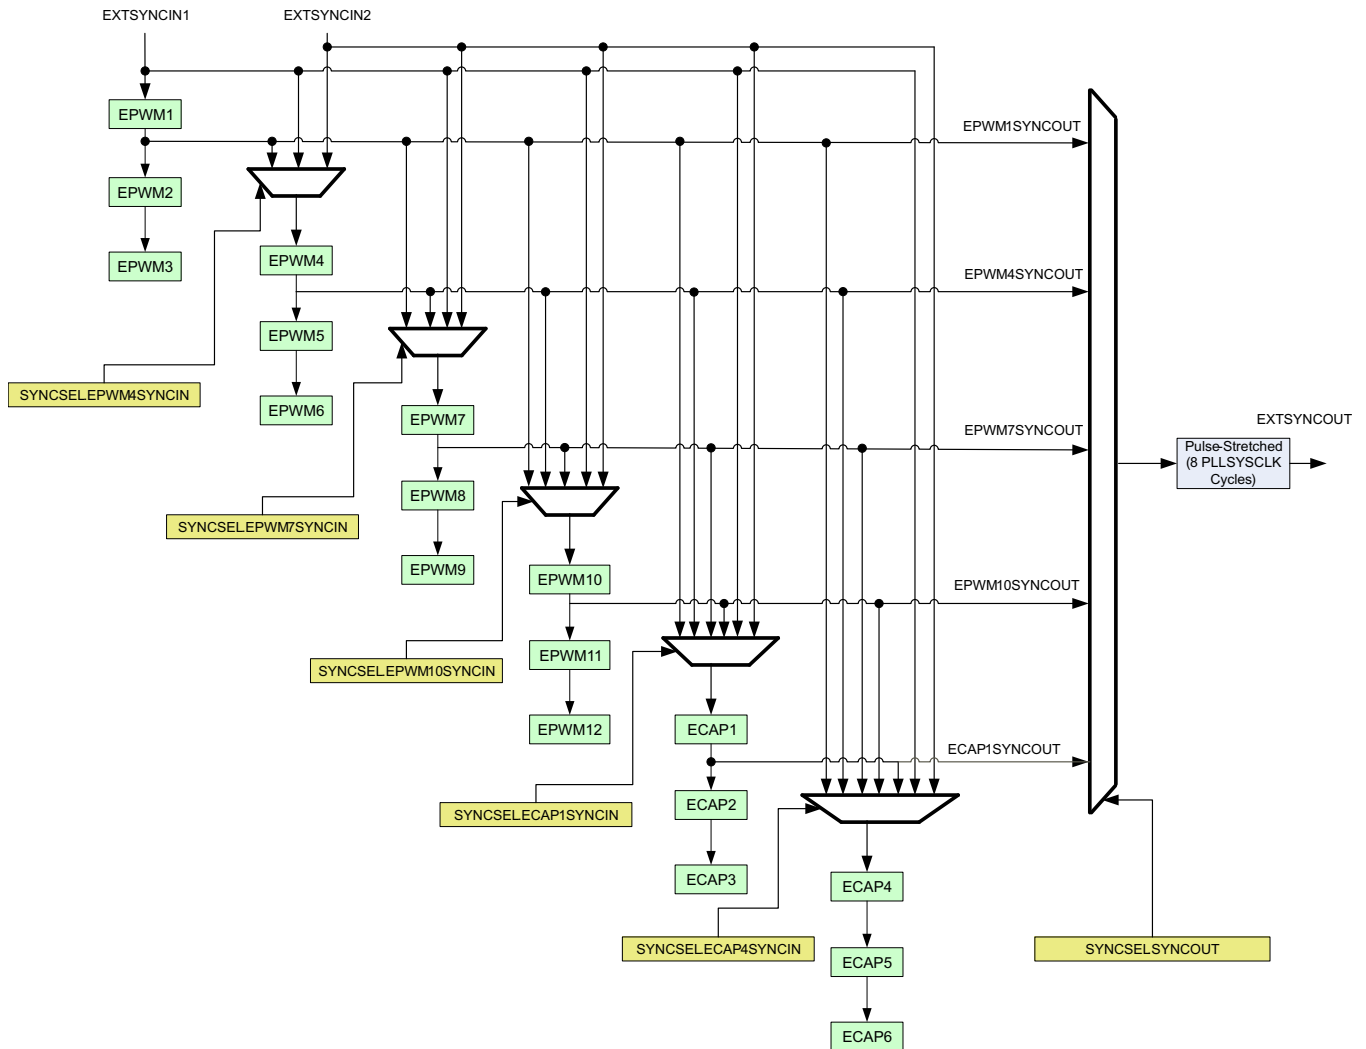 EXTSYNCIN1
EXTSYNCIN2
EPWM1
EPWM1SYNCOUT
EPWM2
EPWM3
EPWM4
EPWM4SYNCOUT
EPWM5
SYNCSELEPWM4SYNCIN
EPWM6
EPWM7
EXTSYNCOUT
EPWM7SYNCOUT
Pulse-Stretched
(8 PLLSYSCLK
Cycles)
EPWM8
SYNCSELEPWM7SYNCIN
EPWM9
EPWM10
EPWM10SYNCOUT
EPWM11
SYNCSELEPWM10SYNCIN
EPWM12
ECAP1
ECAP1SYNCOUT
ECAP2
SYNCSELECAP1SYNCIN
ECAP3
ECAP4
SYNCSELECAP4SYNCIN
SYNCSELSYNCOUT
ECAP5
ECAP6